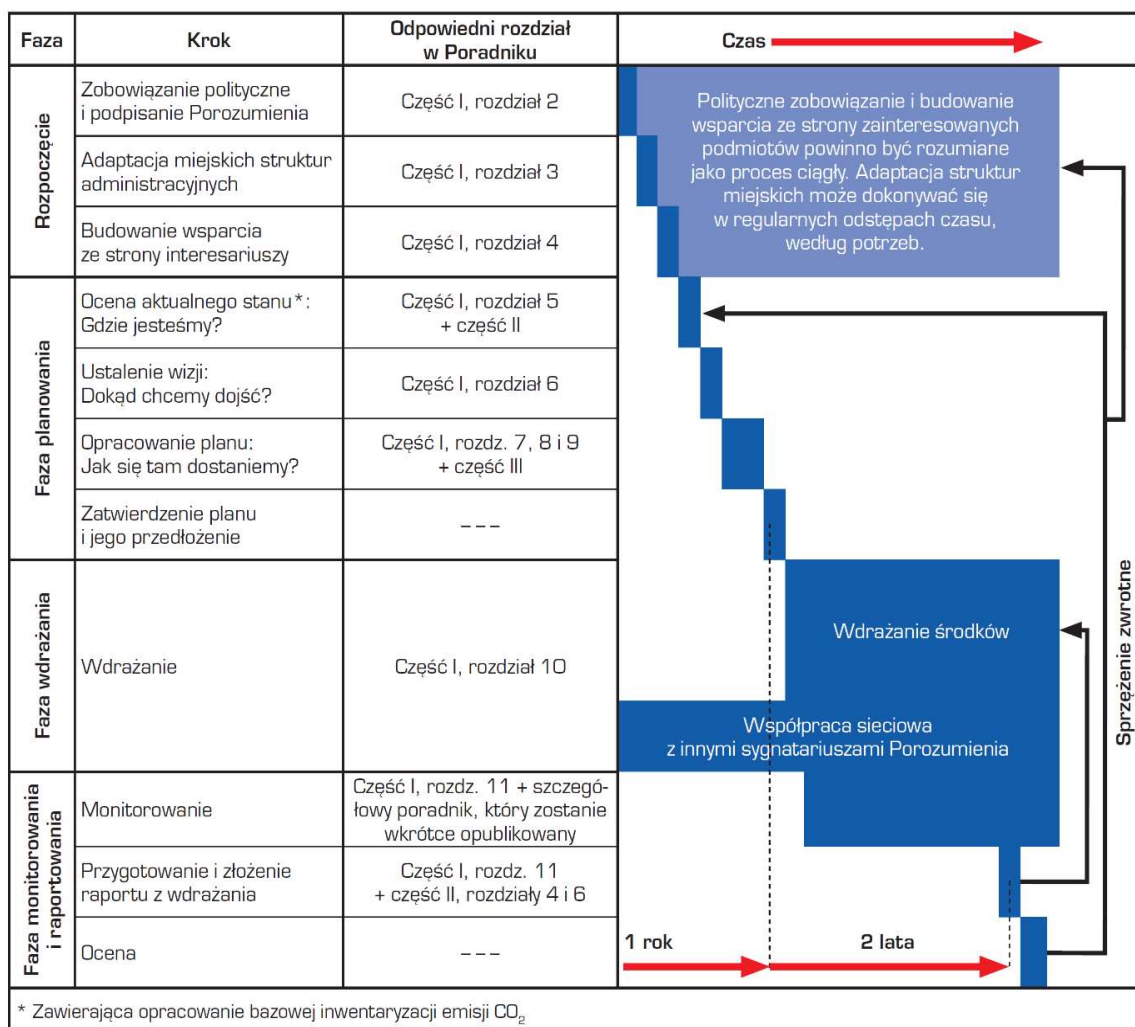 Faza
Krok
Odpowiedni rozdział
w Poradniku
Czas
Rozpoczęcie
Zobowiązanie polityczne
i podpisanie Porozumienia
Część I, rozdział 2
Polityczne zobowiązanie i budowanie
wsparcia ze strony zainteresowanych
podmiotów powinno być rozumiane
jako proces ciągły. Adaptacja struktur
miejskich może dokonywać się
w regularnych odstępach czasu,
według potrzeb.
Adaptacja miejskich struktur
administracyjnych
Część I, rozdział 3
Budowanie wsparcia
ze strony interesariuszy
Część I, rozdział 4
Faza planowania
Ocena aktualnego stanu*:
Gdzie jesteśmy?
Część I, rozdział 5
+ część II
Ustalenie wizji:
Dokąd chcemy dojść?
Część I, rozdział 6
Opracowanie planu:
Jak się tam dostaniemy?
Część I, rozdz. 7, 8 i 9
+ część III
Zatwierdzenie planu
i jego przedłożenie
– – –
Faza wdrażania
Wdrażanie
Część I, rozdział 10
Wdrażanie środków
Współpraca sieciowa
z innymi sygnatariuszami Porozumienia
Sprzężenie zwrotne
Faza monitorowania
i raportowania
Monitorowanie
Część I, rozdz. 11 + szczegó-
łowy poradnik, który zostanie
wkrótce opublikowany
Przygotowanie i złożenie
raportu z wdrażania
Część I, rozdz. 11
+ część II, rozdziały 4 i 6
Ocena
– – –
1 rok
2 lata
* Zawierająca opracowanie bazowej inwentaryzacji emisji CO₂